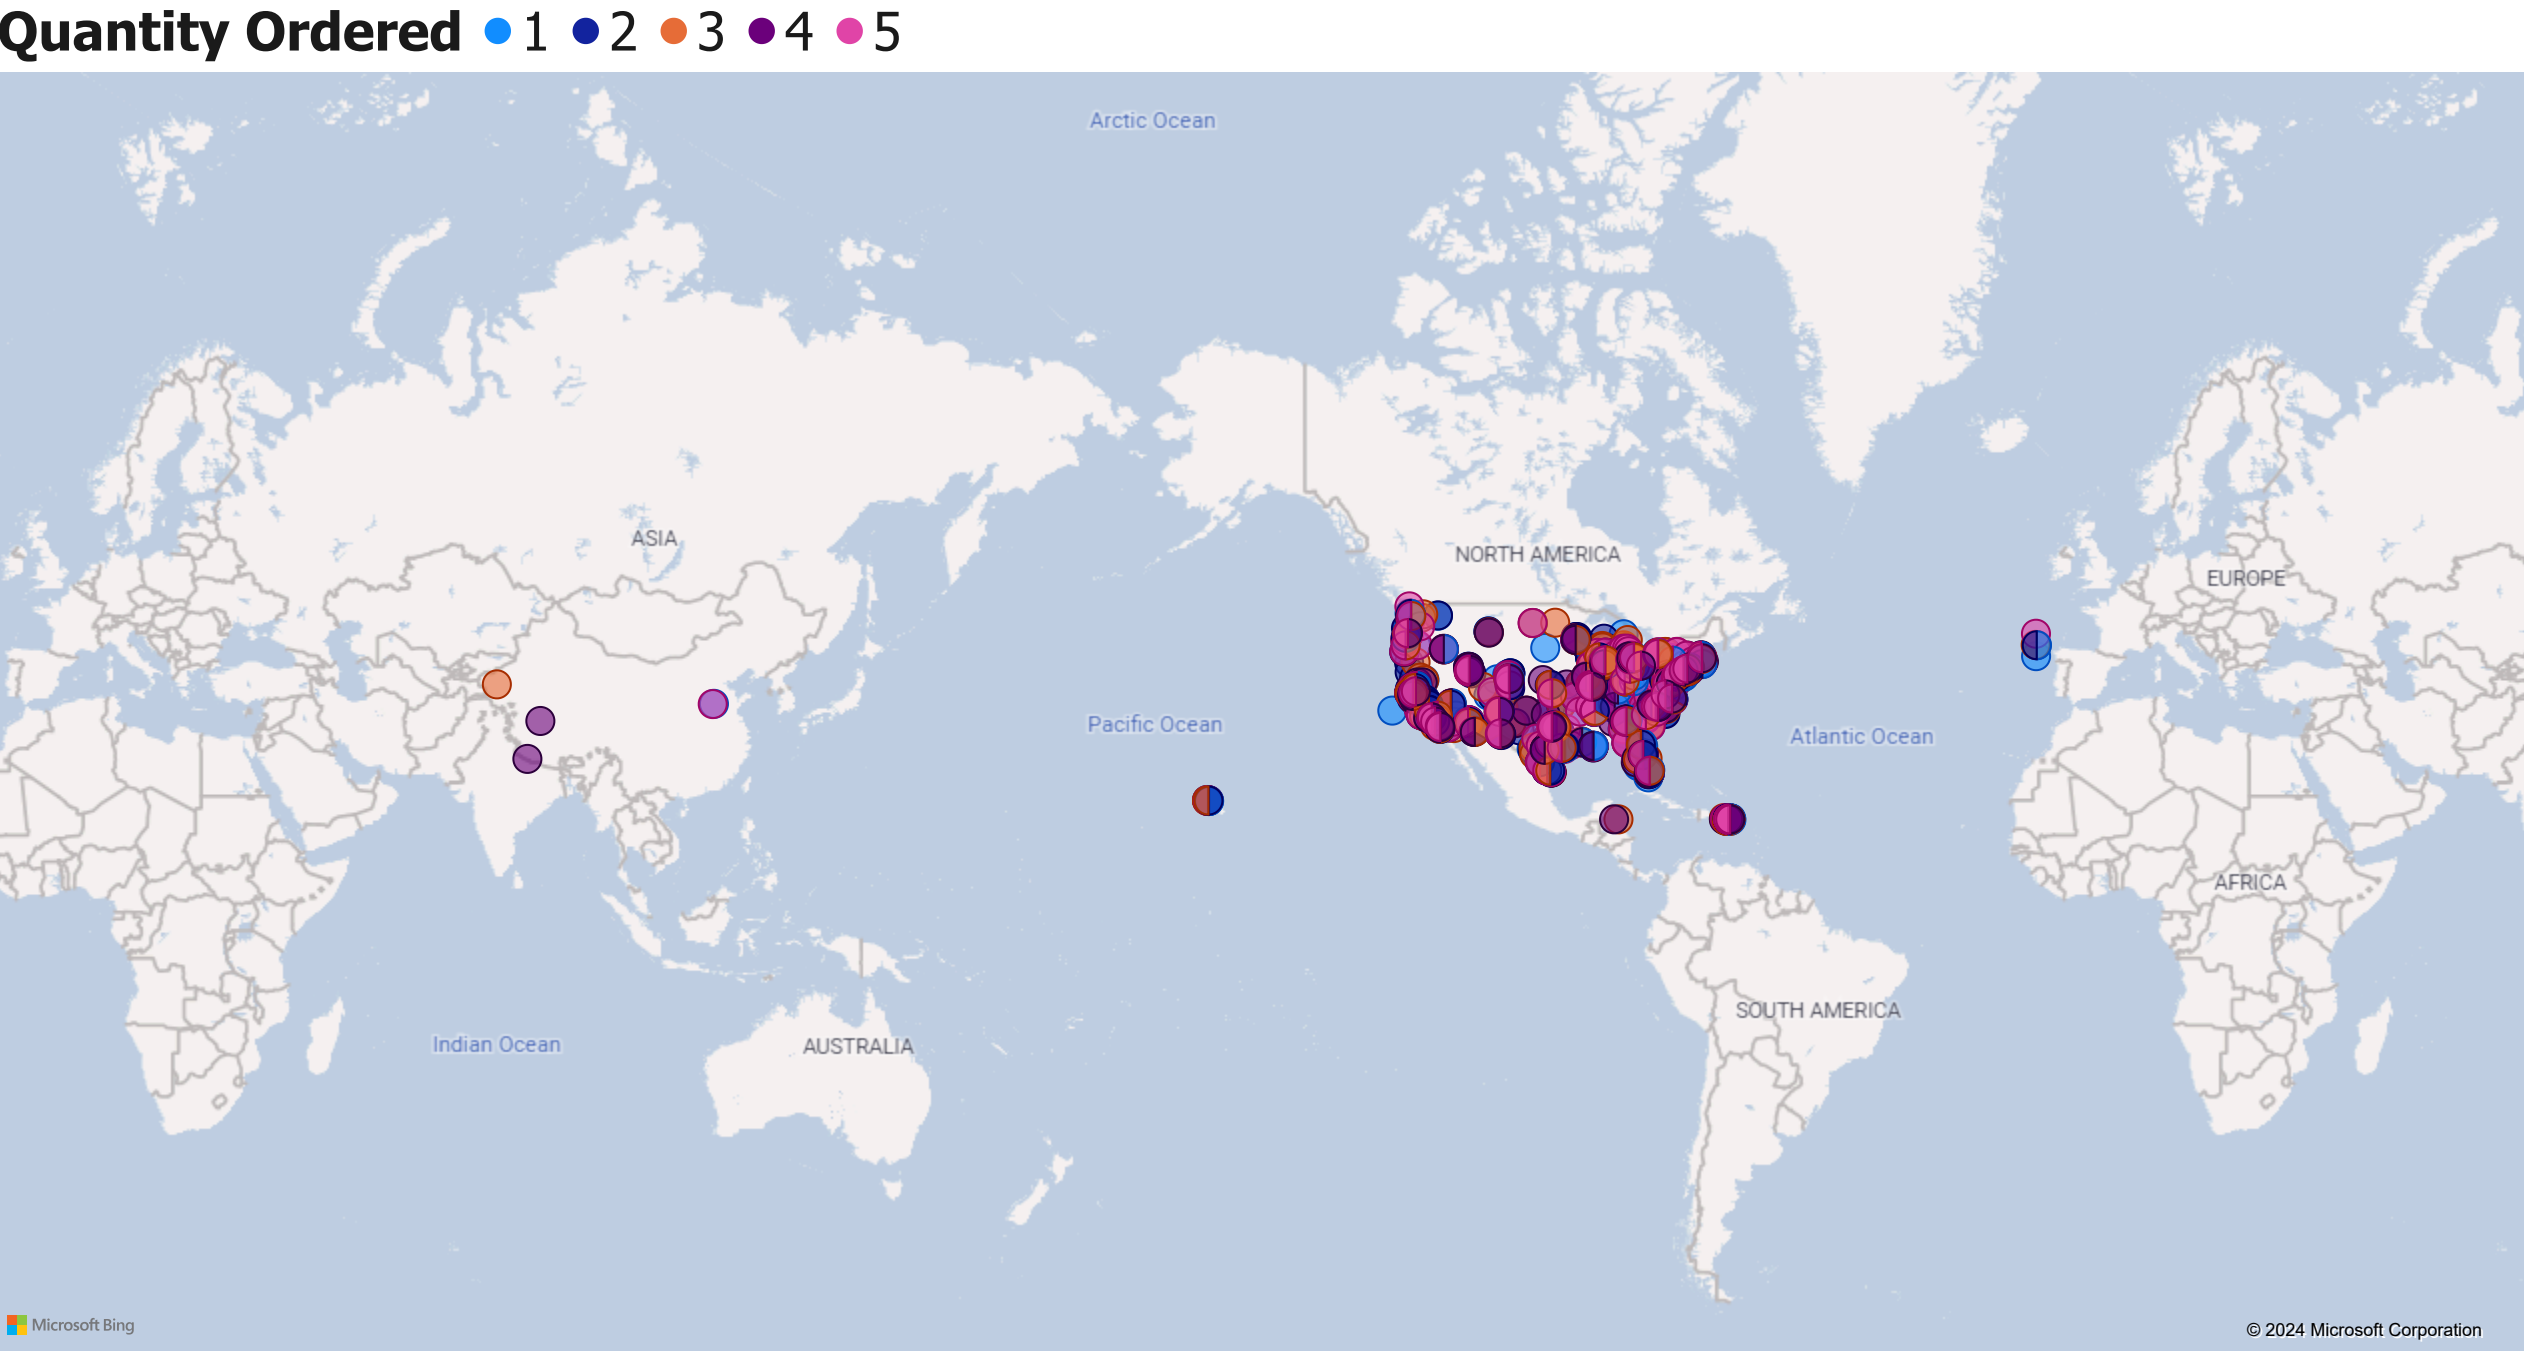 Quantity Ordered 1 2 3 4 5
Arctic Ocean
ASIA
NORTH AMERICA
EUROPE
Pacific Ocean
Atlantic Ocean
AFRICA
SOUTH AMERICA
Indian Ocean
AUSTRALIA
Microsoft Bing
© 2024 Microsoft Corporation